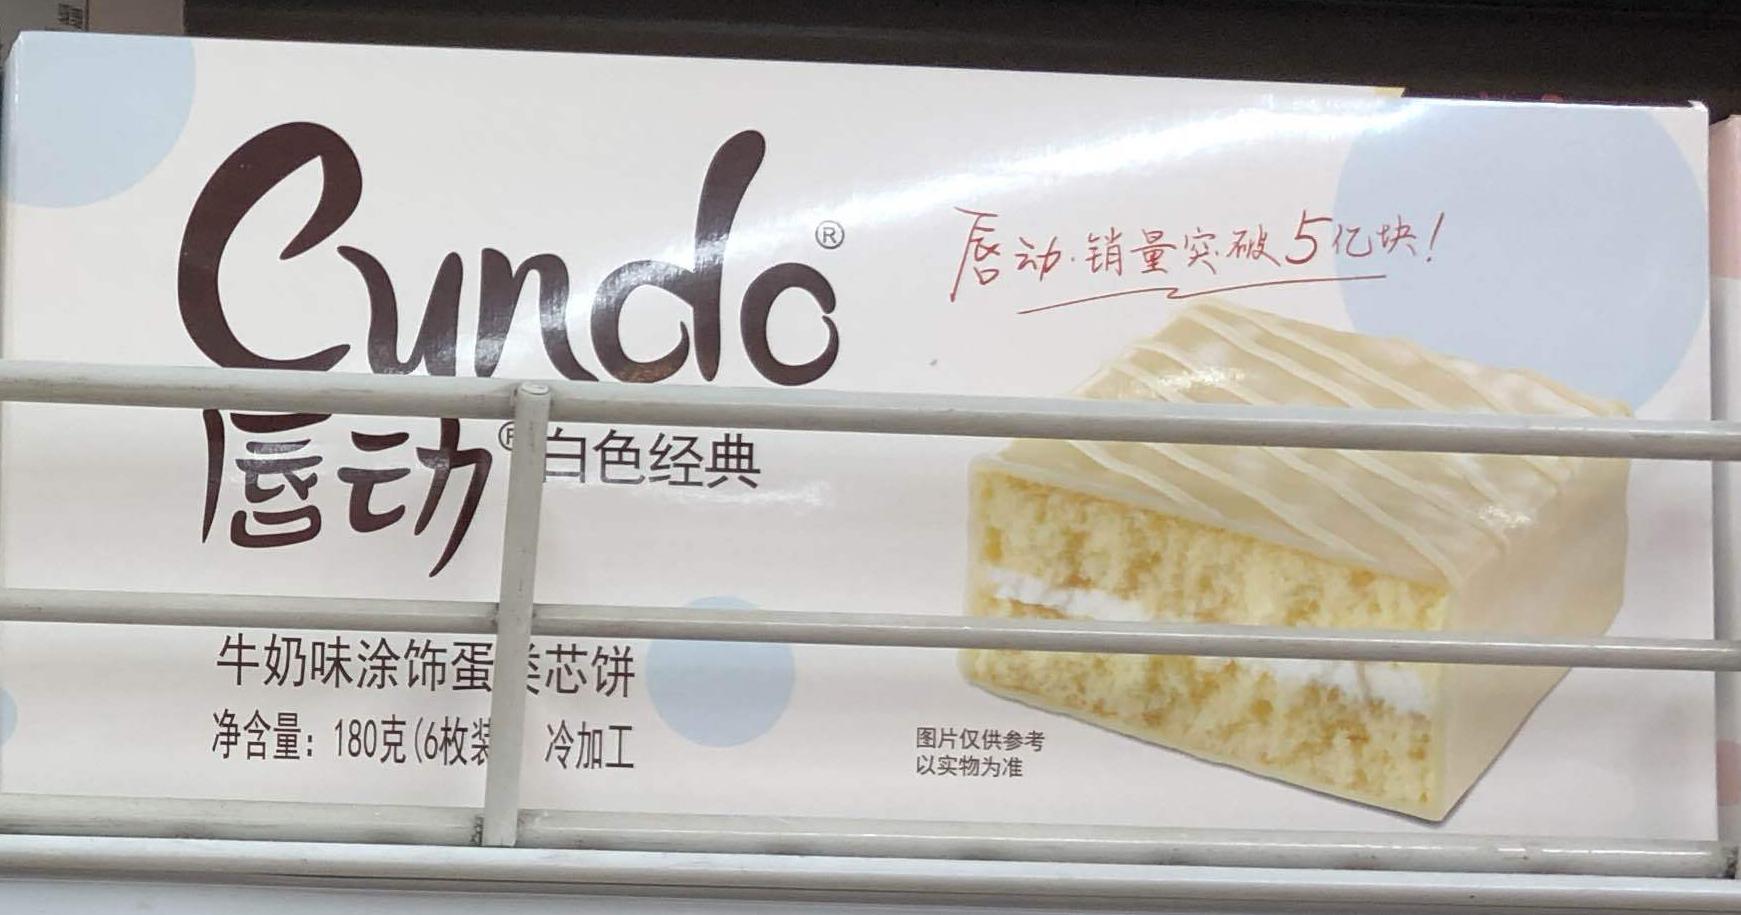 Cyndo®
唇动·销量突破5亿块!
唇动® 白色经典
牛奶味涂饰蛋类芯饼
净含量：180克(6枚装 冷加工
图片仅供参考
以实物为准